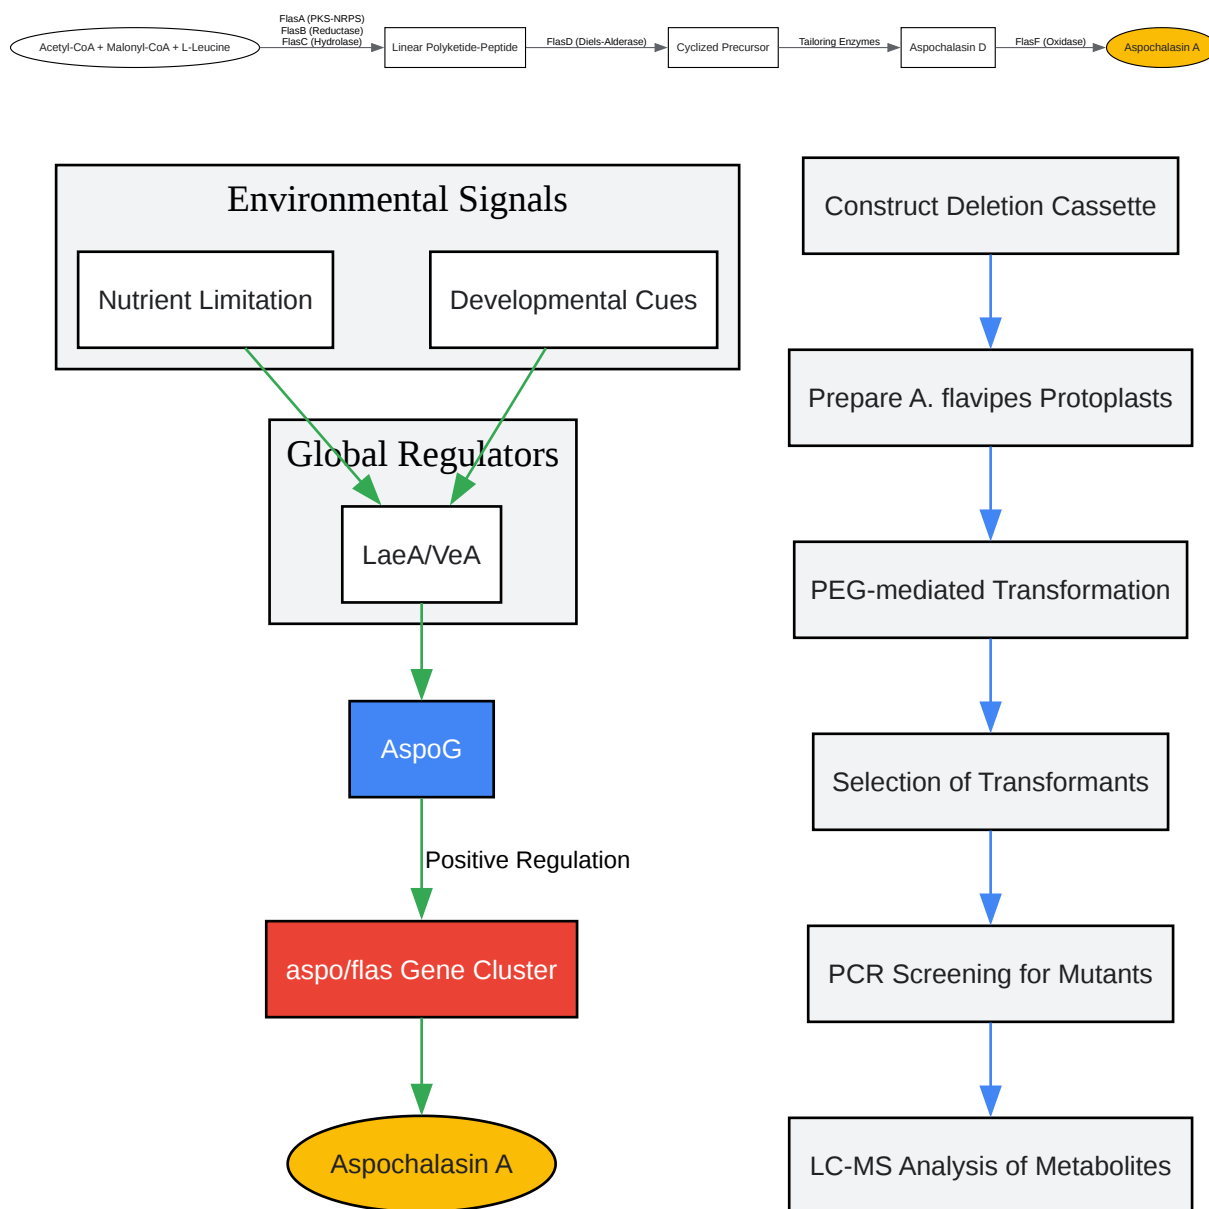 FlasA (PKS-NRPS)
FlasB (Reductase)
FlasC (Hydrolase)
Acetyl-CoA + Malonyl-CoA + L-Leucine
Linear Polyketide-Peptide
FlasD (Diels-Alderase)
Cyclized Precursor
Tailoring Enzymes
Aspochalasin D
FlasF (Oxidase)
Aspochalasin A
Environmental Signals
Nutrient Limitation
Developmental Cues
Global Regulators
LaeA/VeA
AspoG
Positive Regulation
aspo/flas Gene Cluster
Aspochalasin A
Construct Deletion Cassette
Prepare A. flavipes Protoplasts
PEG-mediated Transformation
Selection of Transformants
PCR Screening for Mutants
LC-MS Analysis of Metabolites